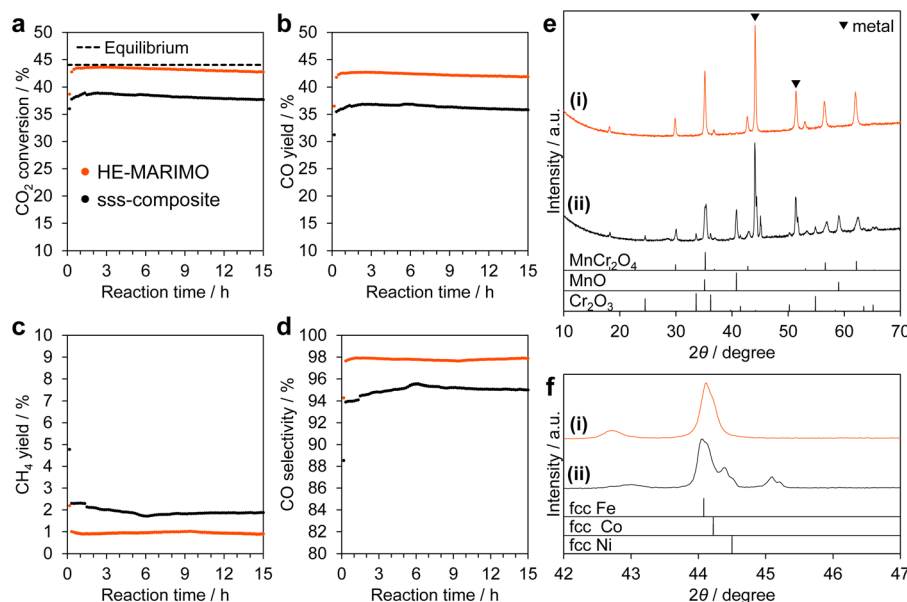 a
50
45
40
35
30
25
20
15
10
CO₂ conversion / %
Equilibrium
HE-MARIMO
sss-composite
0 3 6 9 12 15
Reaction time / h
b
50
45
40
35
30
25
20
15
10
CO yield / %
0 3 6 9 12 15
Reaction time / h
c
10
9
8
7
6
5
4
3
2
1
0
CH₄ yield / %
0 3 6 9 12 15
Reaction time / h
d
100
98
96
94
92
90
88
86
84
82
80
CO selectivity / %
0 3 6 9 12 15
Reaction time / h
e
▼ metal
Intensity / a.u.
(i)
(ii)
MnCr₂O₄
MnO
Cr₂O₃
10 20 30 40 50 60 70
2θ / degree
f
Intensity / a.u.
(i)
(ii)
fcc Fe
fcc Co
fcc Ni
42 43 44 45 46 47
2θ / degree